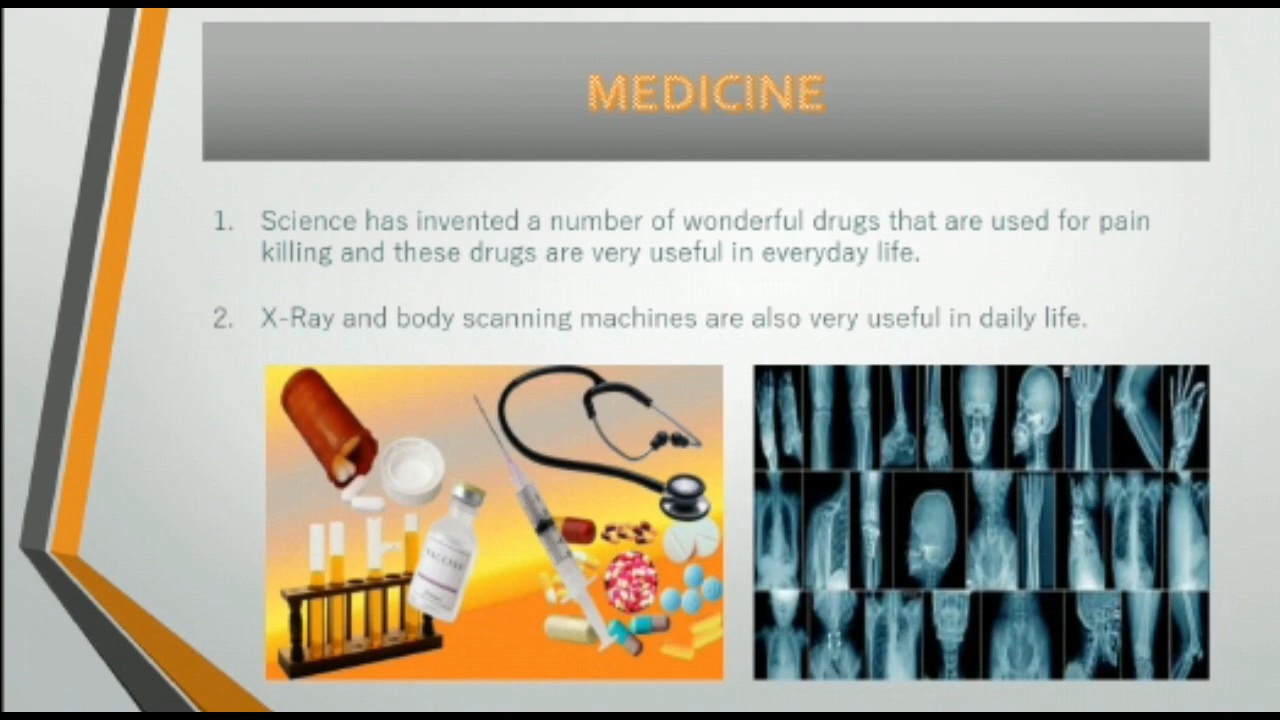 MEDICINE
1. Science has invented a number of wonderful drugs that are used for pain
killing and these drugs are very useful in everyday life.
2. X-Ray and body scanning machines are also very useful in daily life.
VACCINE